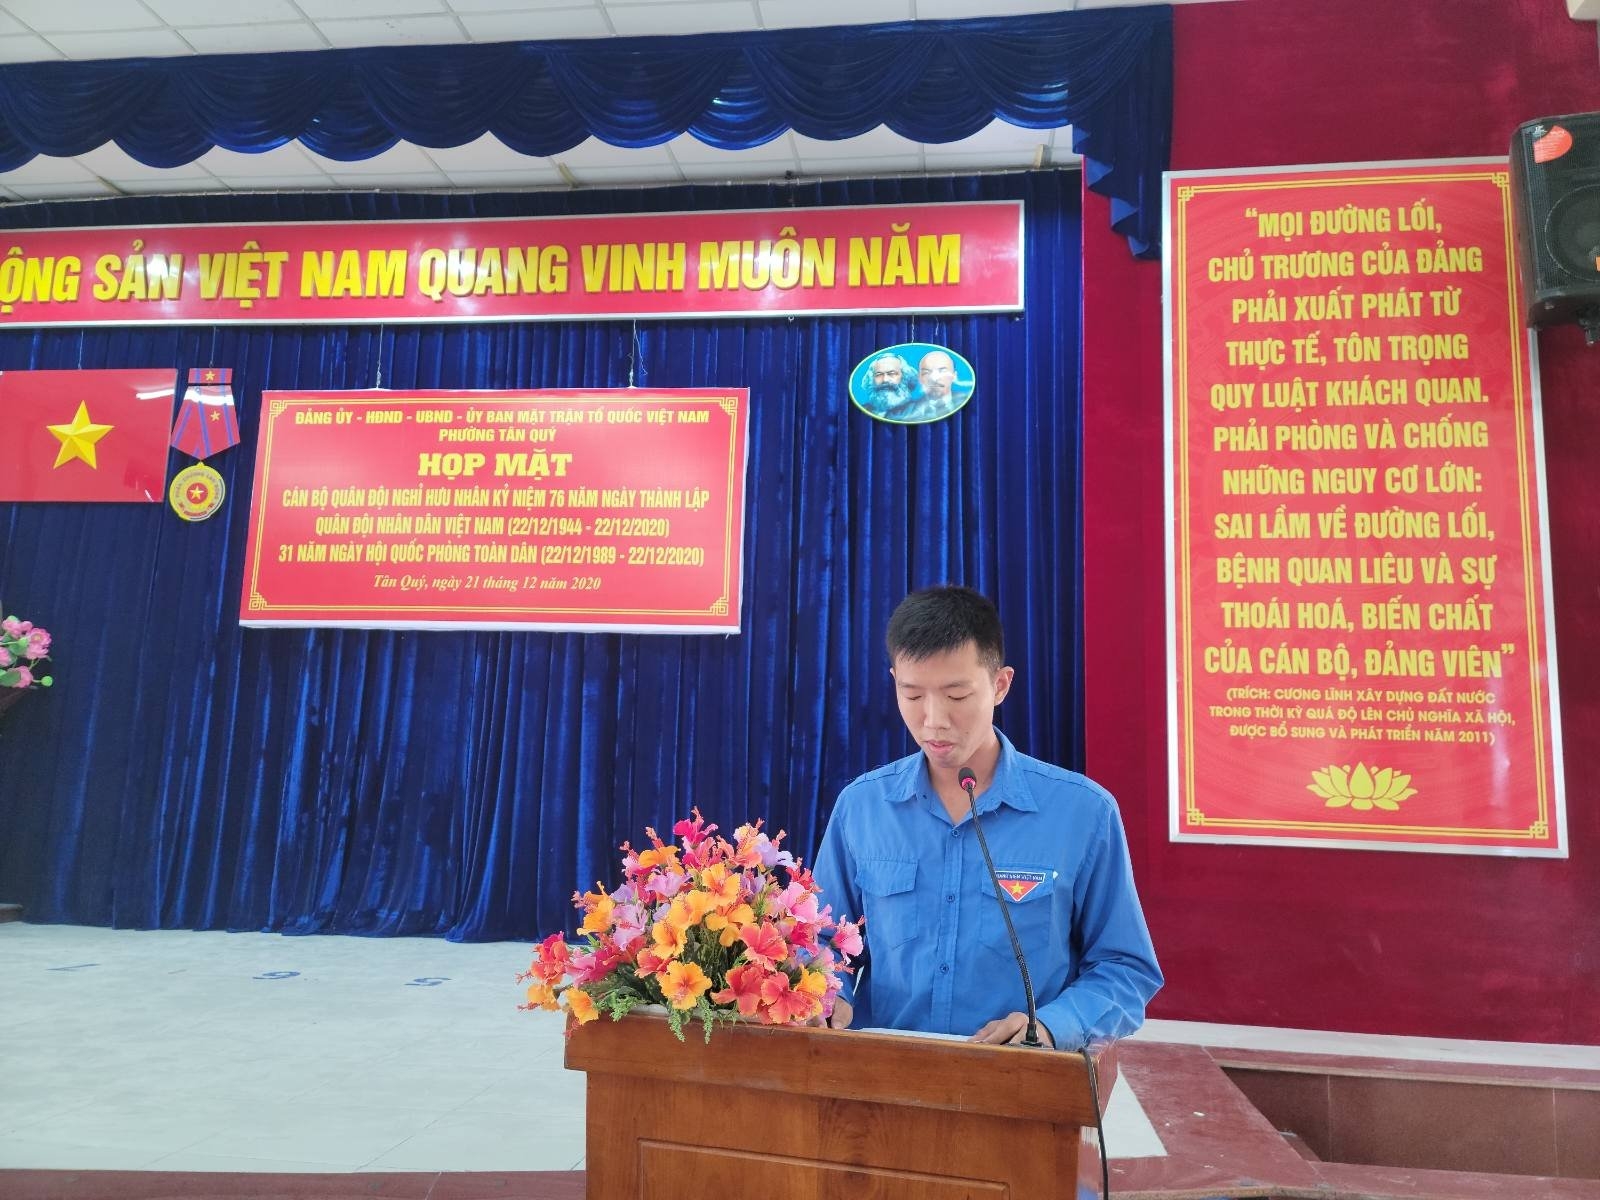 ỘNG SẢN VIỆT NAM QUANG VINH MUÔN NĂM
ĐẢNG ỦY - HĐND - UBND - ỦY BAN MẶT TRẬN TỔ QUỐC VIỆT NAM
PHƯỜNG TÂN QUÝ
HỌP MẶT
CÁN BỘ QUÂN ĐỘI NGHỈ HƯU NHÂN KỶ NIỆM 76 NĂM NGÀY THÀNH LẬP
QUÂN ĐỘI NHÂN DÂN VIỆT NAM (22/12/1944 - 22/12/2020)
31 NĂM NGÀY HỘI QUỐC PHÒNG TOÀN DÂN (22/12/1989 - 22/12/2020)
Tân Quý, ngày 21 tháng 12 năm 2020
“MỌI ĐƯỜNG LỐI,
CHỦ TRƯƠNG CỦA ĐẢNG
PHẢI XUẤT PHÁT TỪ
THỰC TẾ, TÔN TRỌNG
QUY LUẬT KHÁCH QUAN.
PHẢI PHÒNG VÀ CHỐNG
NHỮNG NGUY CƠ LỚN:
SAI LẦM VỀ ĐƯỜNG LỐI,
BỆNH QUAN LIÊU VÀ SỰ
THOÁI HOÁ, BIẾN CHẤT
CỦA CÁN BỘ, ĐẢNG VIÊN”
(TRÍCH: CƯƠNG LĨNH XÂY DỰNG ĐẤT NƯỚC
TRONG THỜI KỲ QUÁ ĐỘ LÊN CHỦ NGHĨA XÃ HỘI,
ĐƯỢC BỔ SUNG VÀ PHÁT TRIỂN NĂM 2011)